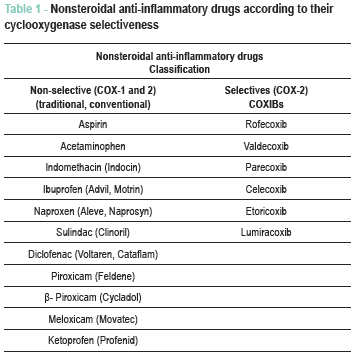 Table 1 - Nonsteroidal anti-inflammatory drugs according to their
cyclooxygenase selectiveness
Nonsteroidal anti-inflammatory drugs
Classification
Non-selective (COX-1 and 2) Selectives (COX-2)
(traditional, conventional) COXIBs
Aspirin Rofecoxib
Acetaminophen Valdecoxib
Indomethacin (Indocin) Parecoxib
Ibuprofen (Advil, Motrin) Celecoxib
Naproxen (Aleve, Naprosyn) Etoricoxib
Sulindac (Clinoril) Lumiracoxib
Diclofenac (Voltaren, Cataflam)
Piroxicam (Feldene)
β- Piroxicam (Cycladol)
Meloxicam (Movatec)
Ketoprofen (Profenid)